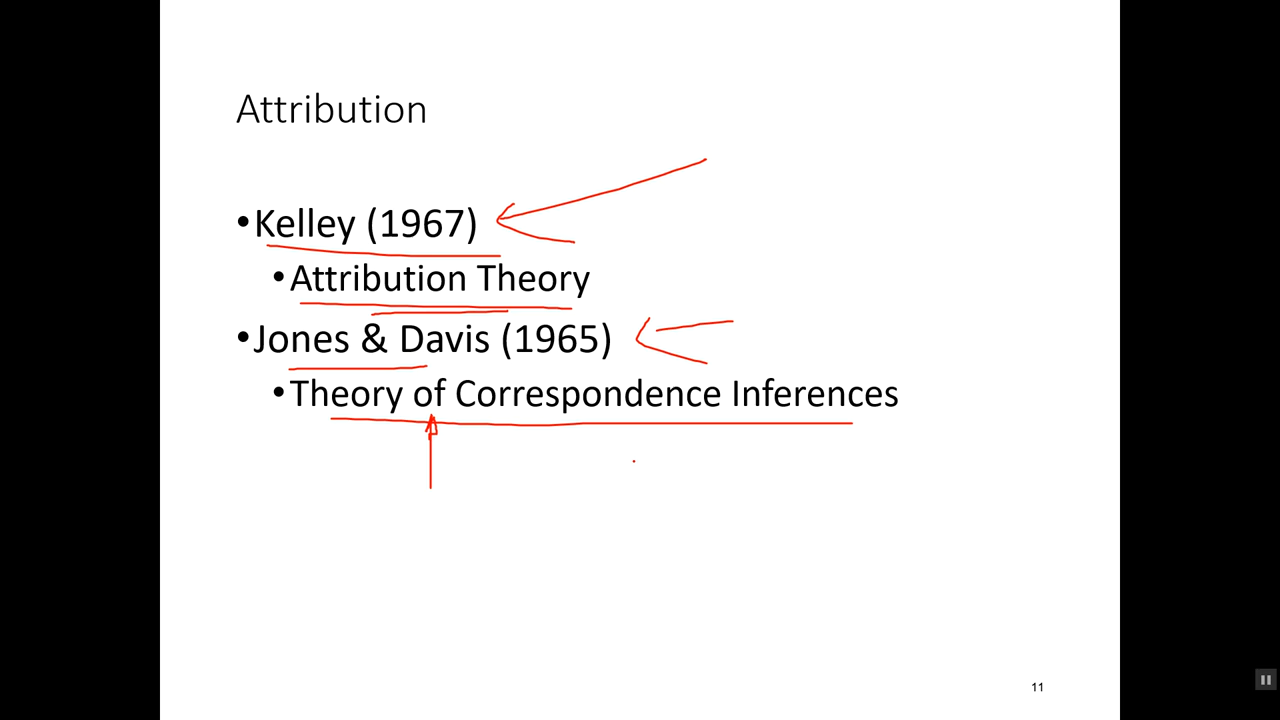 Attribution
•Kelley (1967)
•Attribution Theory
•Jones & Davis (1965)
•Theory of Correspondence Inferences
11